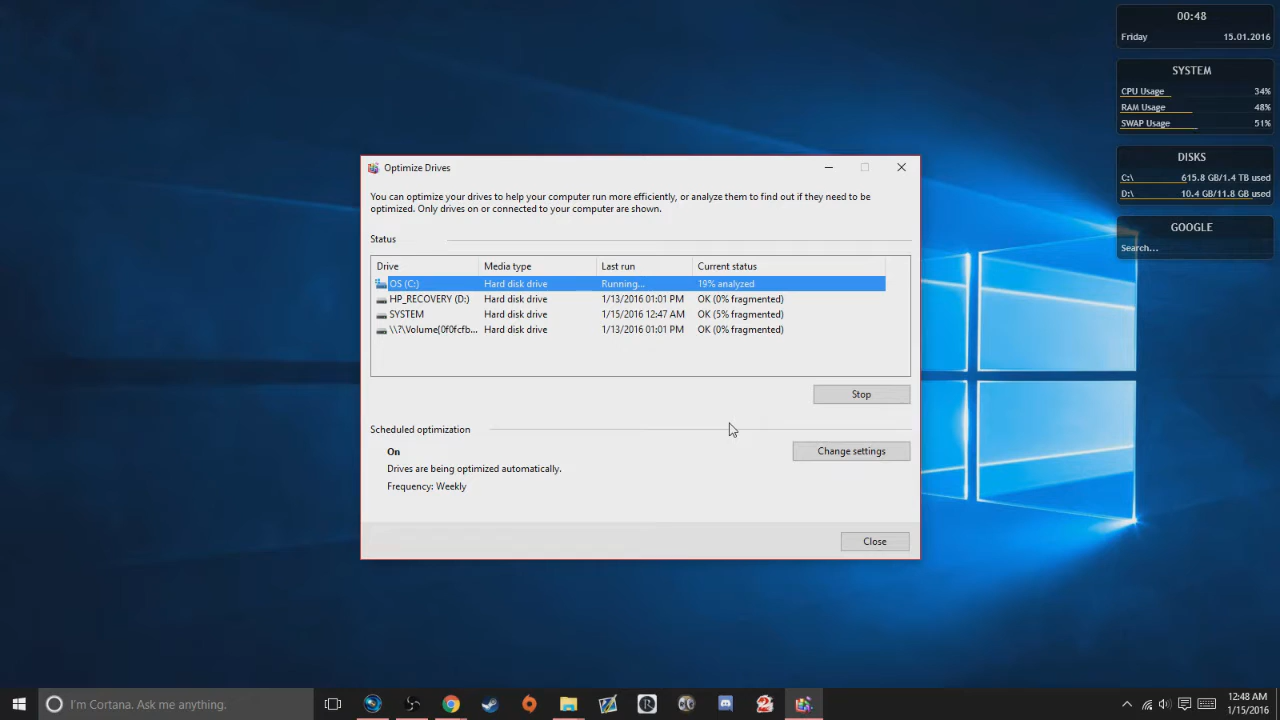 00:48
Friday 15.01.2016
SYSTEM
CPU Usage 34%
RAM Usage 48%
SWAP Usage 51%
DISKS
C:\ 615.8 GB/1.4 TB used
D:\ 10.4 GB/11.8 GB used
GOOGLE
Search...
Optimize Drives
You can optimize your drives to help your computer run more efficiently, or analyze them to find out if they need to be
optimized. Only drives on or connected to your computer are shown.
Status
Drive Media type Last run Current status
OS (C:) Hard disk drive Running... 19% analyzed
HP_RECOVERY (D:) Hard disk drive 1/13/2016 01:01 PM OK (0% fragmented)
SYSTEM Hard disk drive 1/15/2016 12:47 AM OK (5% fragmented)
\\?\Volume{0f0fcfb... Hard disk drive 1/13/2016 01:01 PM OK (0% fragmented)
Stop
Scheduled optimization
On
Change settings
Drives are being optimized automatically.
Frequency: Weekly
Close
I'm Cortana. Ask me anything.
12:48 AM
1/15/2016